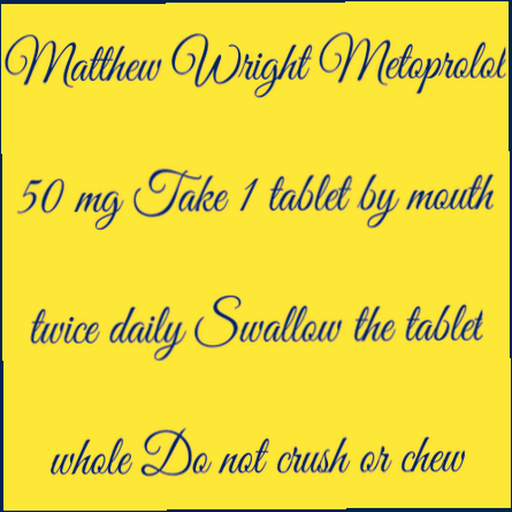 Matthew Wright Metoprolol
50 mg Take 1 tablet by mouth
twice daily Swallow the tablet
whole Do not crush or chew